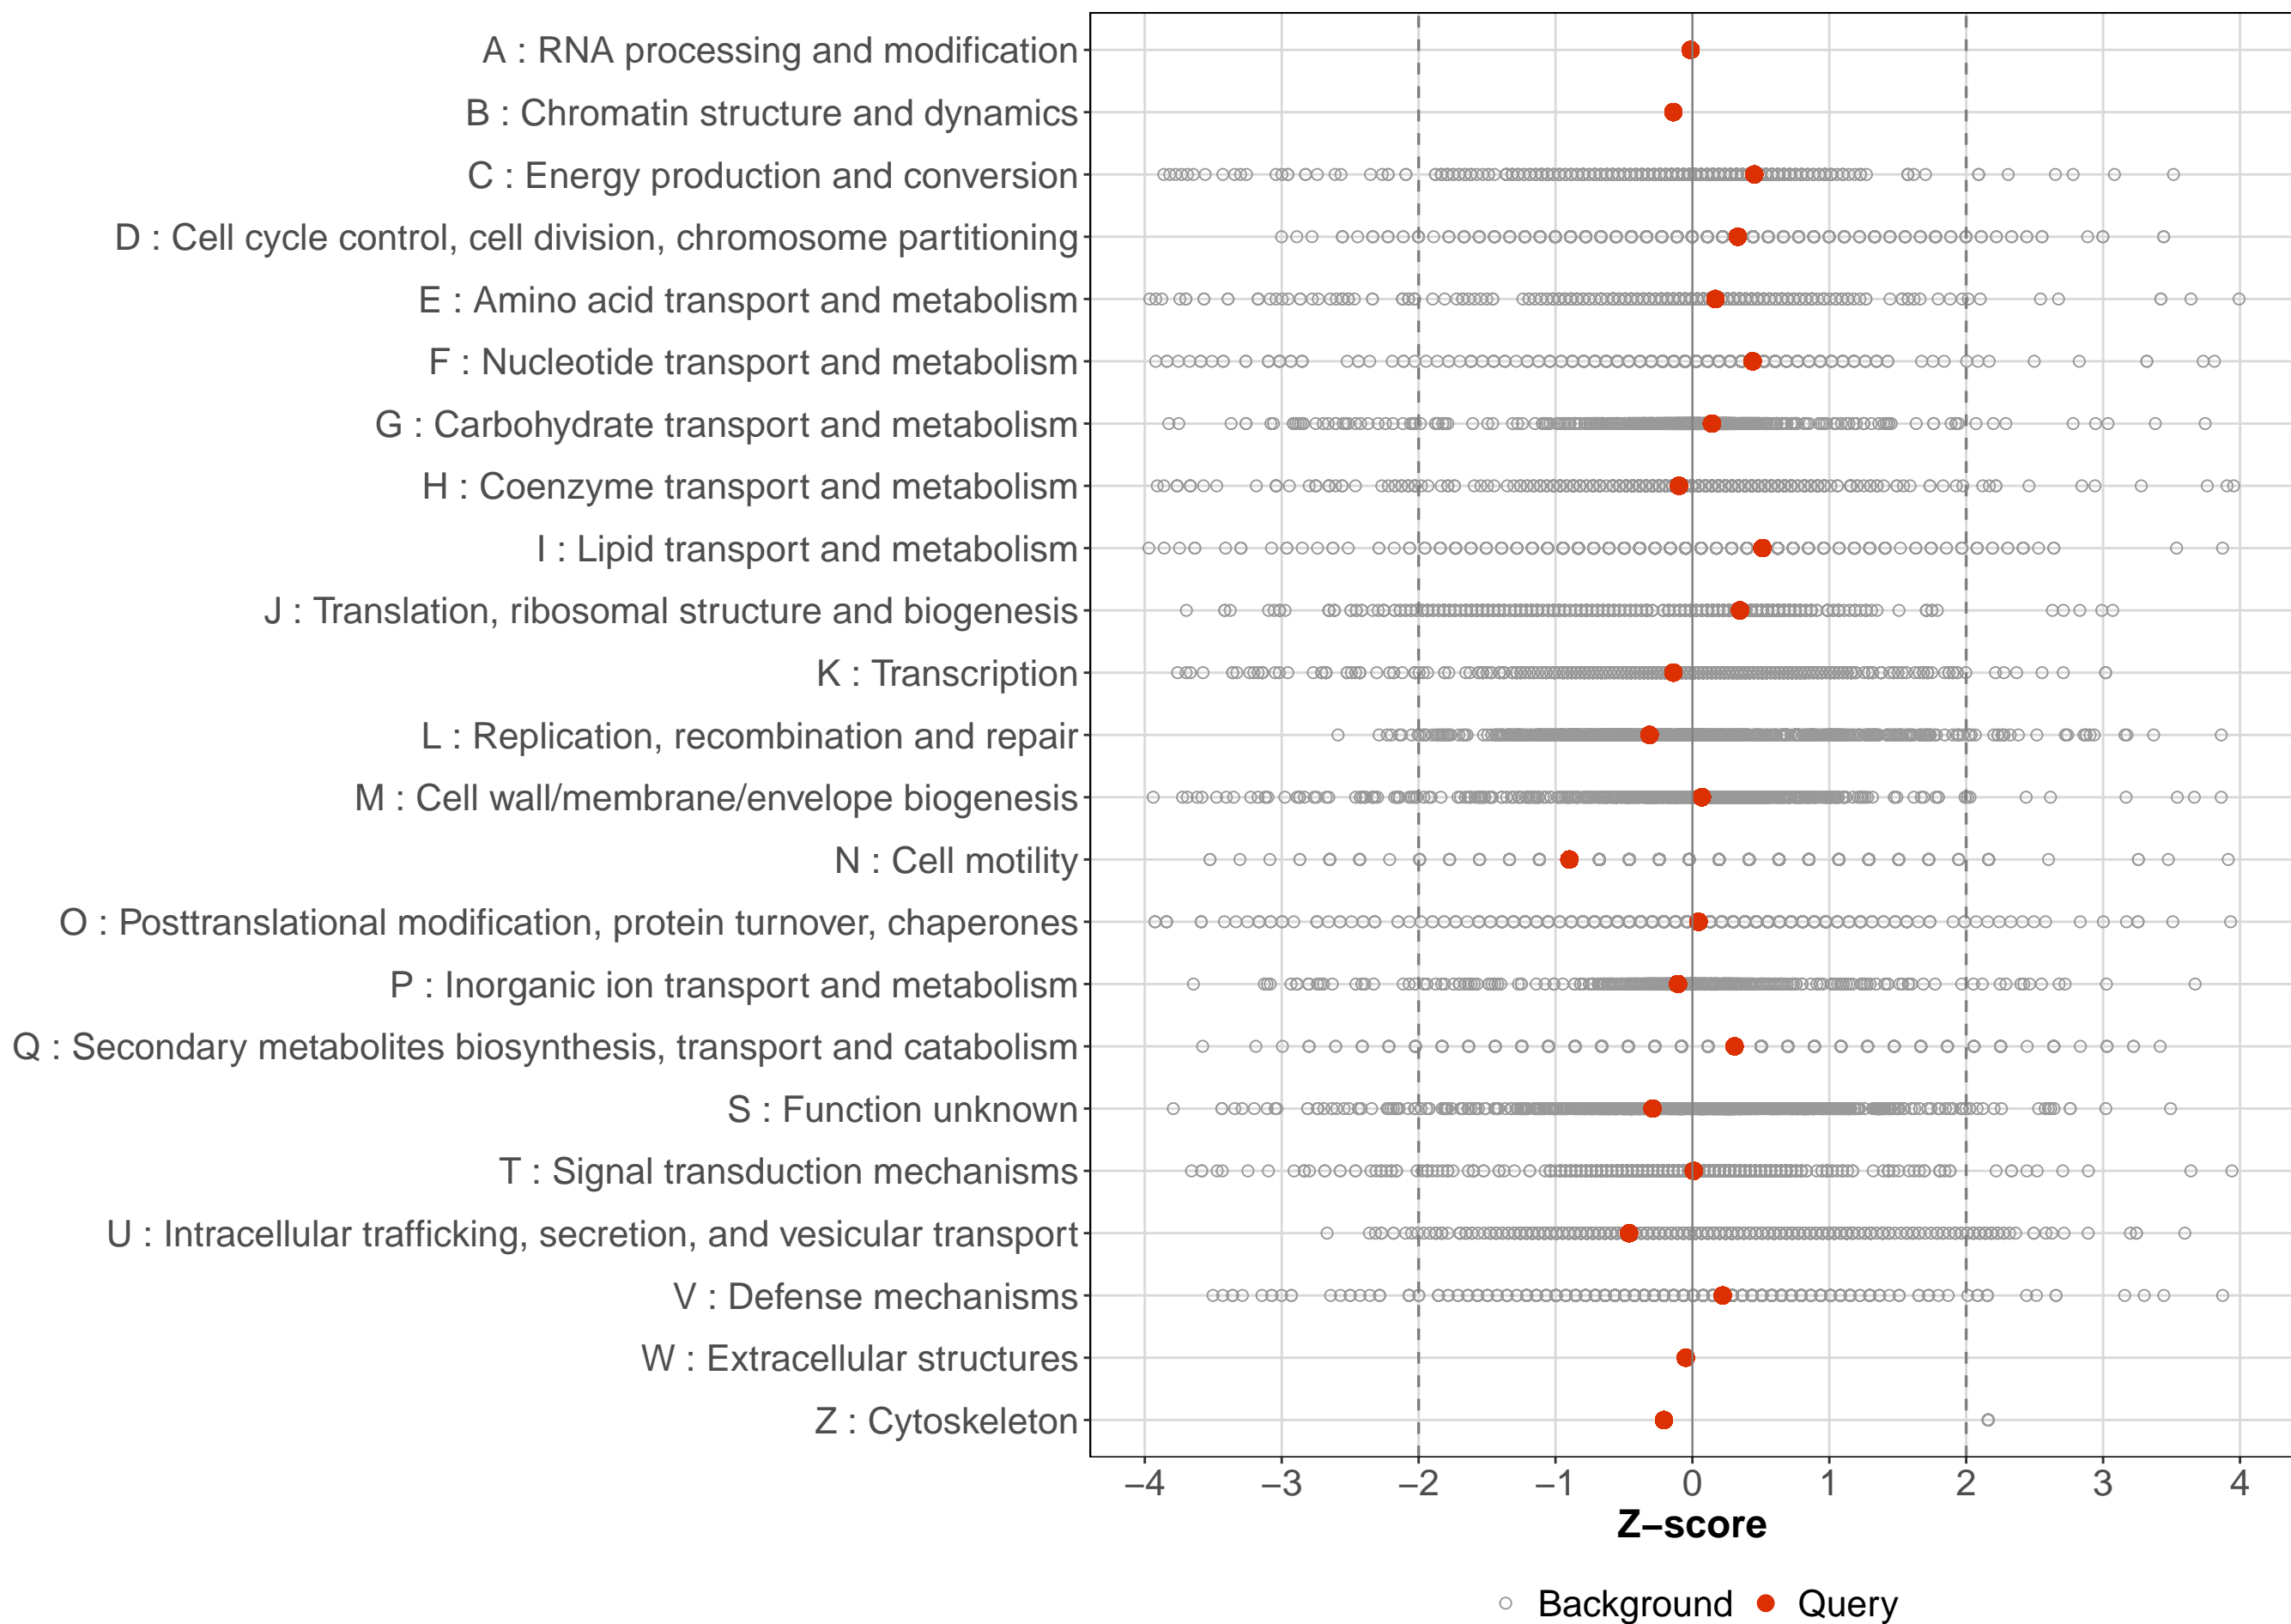 A : RNA processing and modification
B : Chromatin structure and dynamics
C : Energy production and conversion
D : Cell cycle control, cell division, chromosome partitioning
E : Amino acid transport and metabolism
F : Nucleotide transport and metabolism
G : Carbohydrate transport and metabolism
H : Coenzyme transport and metabolism
I : Lipid transport and metabolism
J : Translation, ribosomal structure and biogenesis
K : Transcription
L : Replication, recombination and repair
M : Cell wall/membrane/envelope biogenesis
N : Cell motility
O : Posttranslational modification, protein turnover, chaperones
P : Inorganic ion transport and metabolism
Q : Secondary metabolites biosynthesis, transport and catabolism
S : Function unknown
T : Signal transduction mechanisms
U : Intracellular trafficking, secretion, and vesicular transport
V : Defense mechanisms
W : Extracellular structures
Z : Cytoskeleton
−4 −3 −2 −1 0 1 2 3 4
Z−score
Background Query